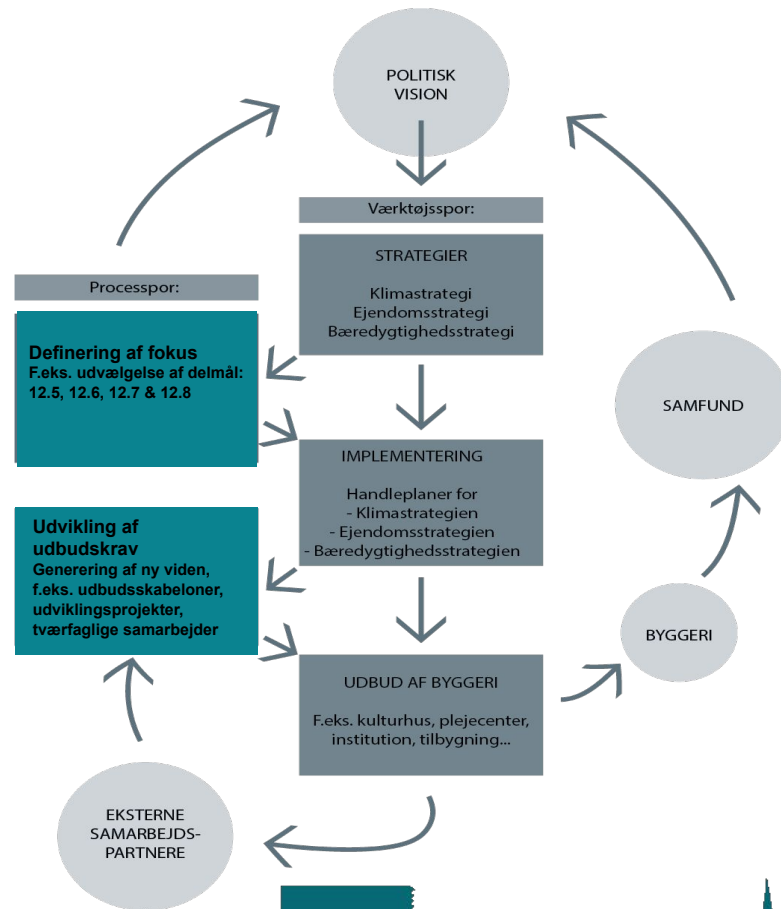 POLITISK
VISION
Værktøjsspor:
STRATEGIER
Klimastrategi
Ejendomsstrategi
Bæredygtighedsstrategi
Processpor:
Definering af fokus
F.eks. udvælgelse af delmål:
12.5, 12.6, 12.7 & 12.8
SAMFUND
IMPLEMENTERING
Handleplaner for
- Klimastrategien
- Ejendomsstrategien
- Bæredygtighedsstrategien
Udvikling af
udbudskrav
Generering af ny viden,
f.eks. udbudsskabeloner,
udviklingsprojekter,
tværfaglige samarbejder
BYGGERI
UDBUD AF BYGGERI
F.eks. kulturhus, plejecenter,
institution, tilbygning...
EKSTERNE
SAMARBEJDS-
PARTNERE